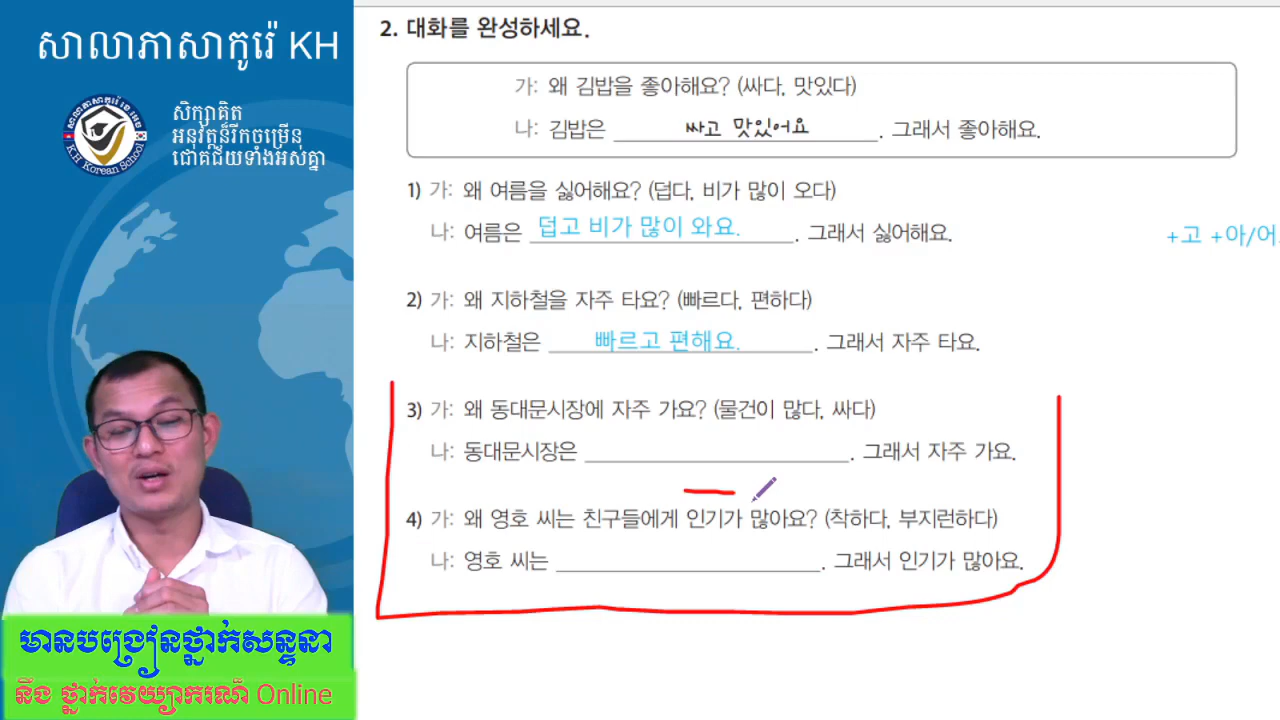 សាលាភាសាកូរ៉េ KH
សិក្សាគិត
អនុវត្តន៍រីកចម្រើន
ជោគជ័យទាំងអស់គ្នា
K.H Korean School
2. 대화를 완성하세요.
가: 왜 김밥을 좋아해요? (싸다, 맛있다)
나: 김밥은 싸고 맛있어요. 그래서 좋아해요.
1) 가: 왜 여름을 싫어해요? (덥다, 비가 많이 오다)
나: 여름은 덥고 비가 많이 와요. . 그래서 싫어해요.
+고 +아/어
2) 가: 왜 지하철을 자주 타요? (빠르다, 편하다)
나: 지하철은 빠르고 편해요. . 그래서 자주 타요.
3) 가: 왜 동대문시장에 자주 가요? (물건이 많다, 싸다)
나: 동대문시장은 . 그래서 자주 가요.
4) 가: 왜 영호 씨는 친구들에게 인기가 많아요? (착하다, 부지런하다)
나: 영호 씨는 . 그래서 인기가 많아요.
មានបង្រៀនថ្នាក់សន្ទនា
នឹង ថ្នាក់វេយ្យាករណ៍ Online